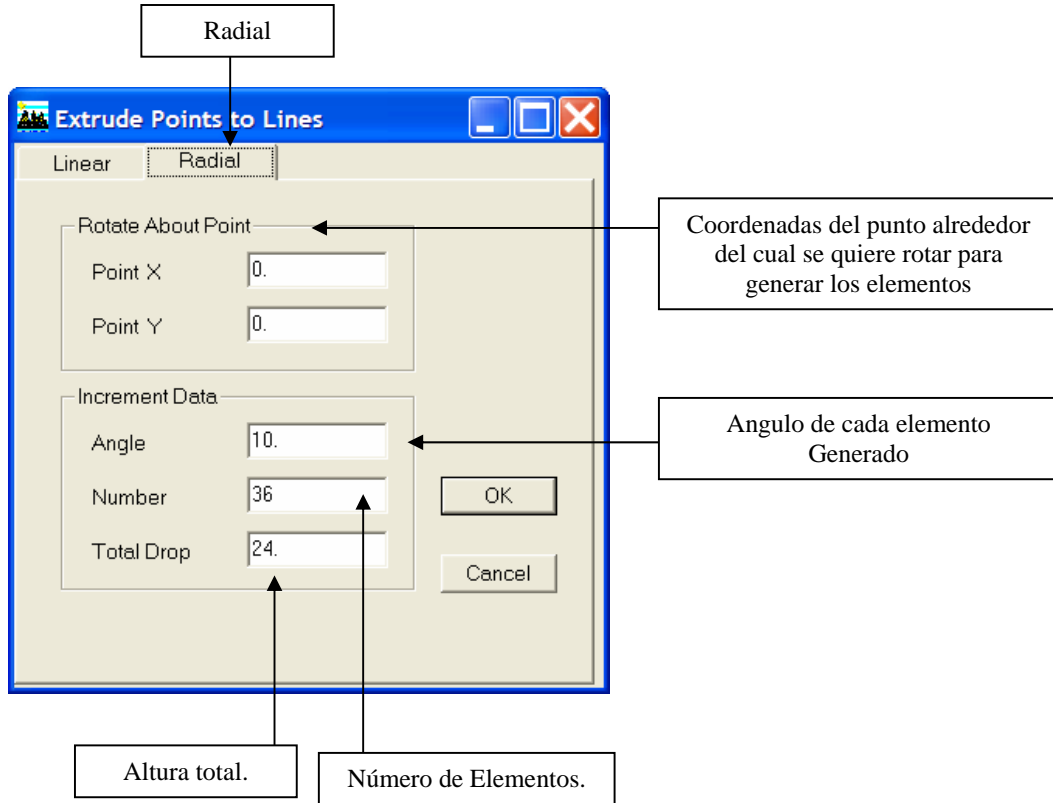 Radial
Extrude Points to Lines
Linear
Radial
Rotate About Point
Point X
0.
Point Y
0.
Coordenadas del punto alrededor
del cual se quiere rotar para
generar los elementos
Increment Data
Angle
10.
Number
36
Total Drop
24.
OK
Cancel
Angulo de cada elemento
Generado
Altura total.
Número de Elementos.